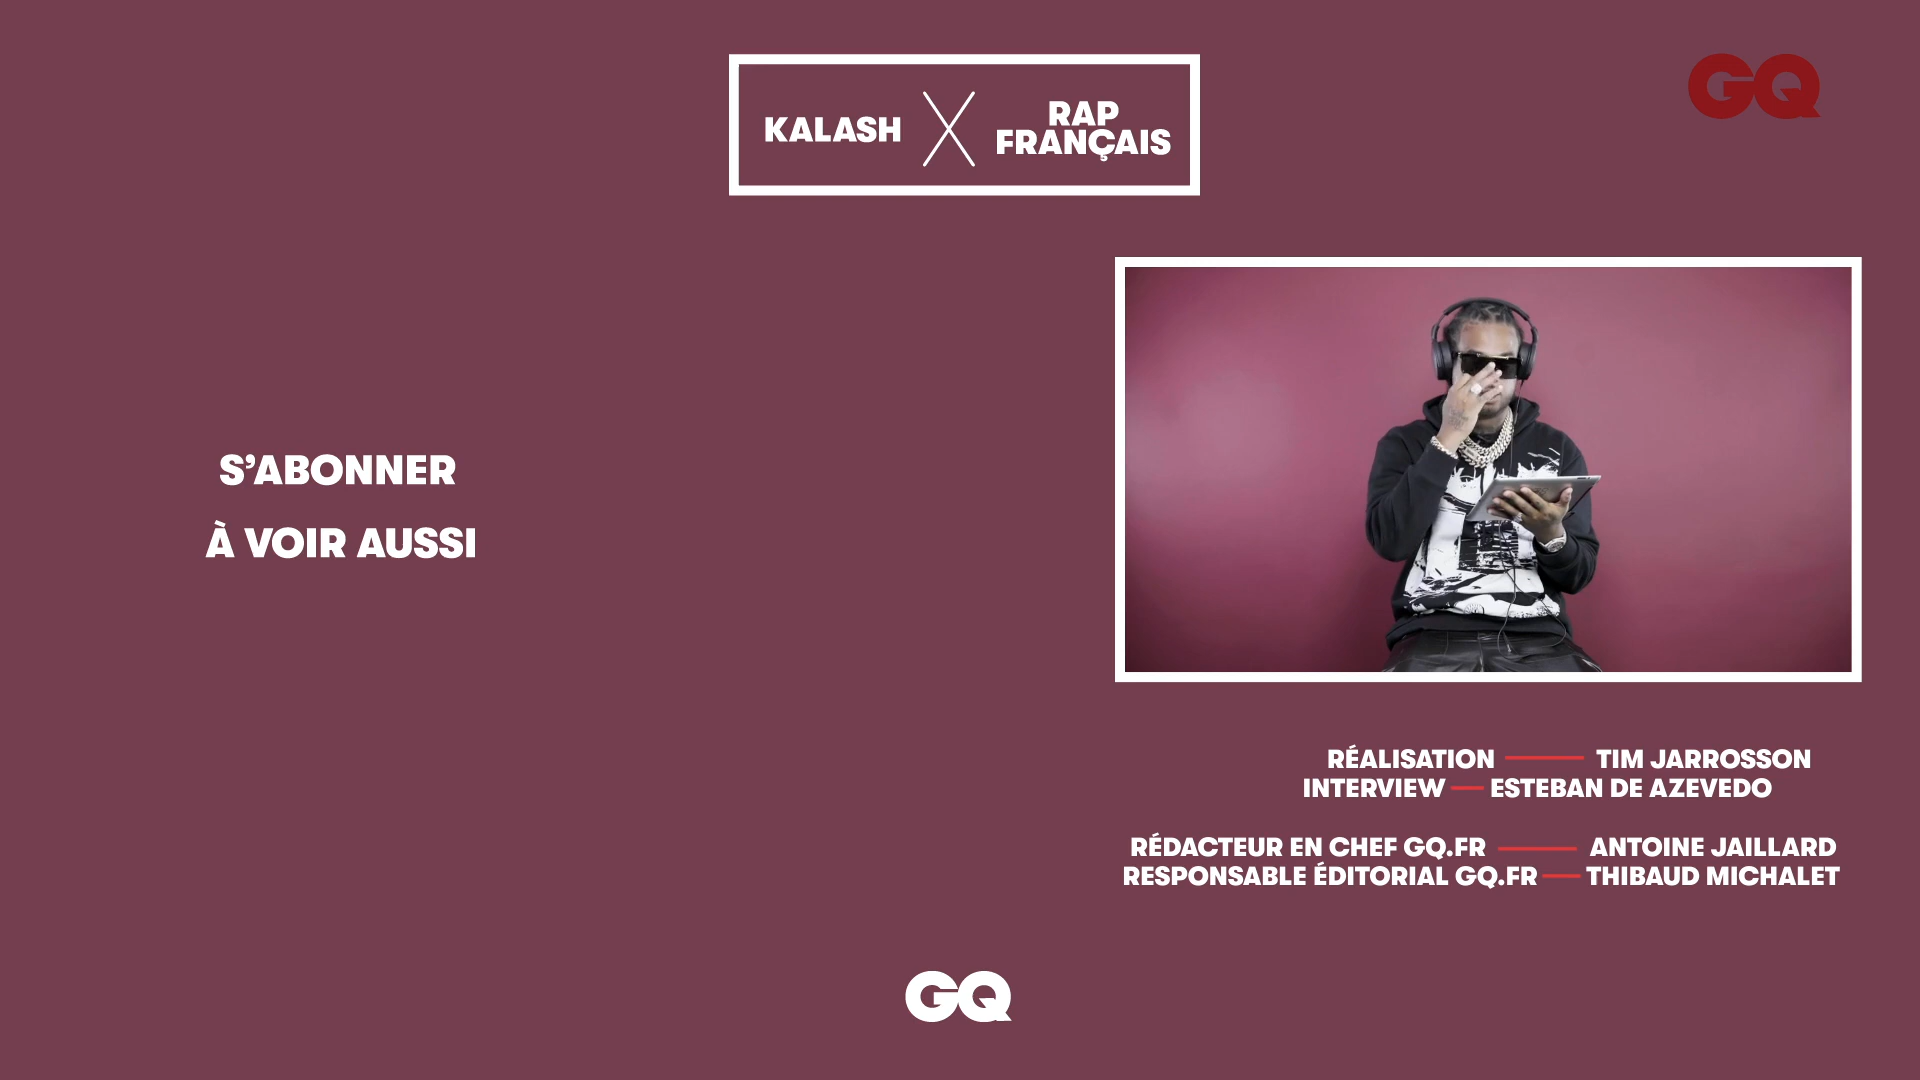 KALASH X RAP
FRANÇAIS
GQ
S'ABONNER
À VOIR AUSSI
RÉALISATION TIM JARROSSON
INTERVIEW ESTEBAN DE AZEVEDO
RÉDACTEUR EN CHEF GQ.FR ANTOINE JAILLARD
RESPONSABLE ÉDITORIAL GQ.FR THIBAUD MICHALET
GQ